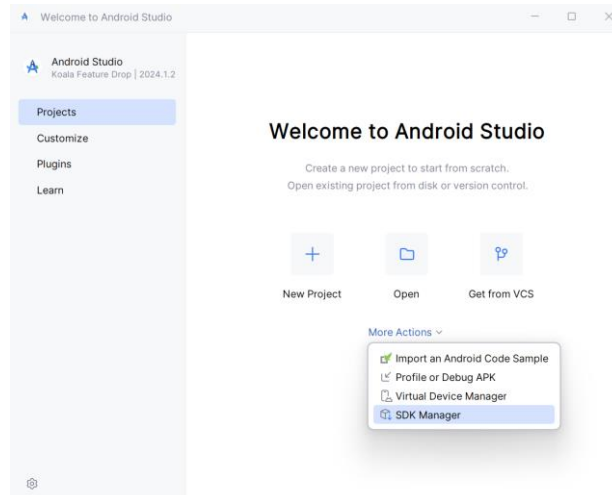 Welcome to Android Studio
Android Studio
Koala Feature Drop | 2024.1.2
Projects
Customize
Plugins
Learn
Welcome to Android Studio
Create a new project to start from scratch.
Open existing project from disk or version control.
New Project
Open
Get from VCS
More Actions
Import an Android Code Sample
Profile or Debug APK
Virtual Device Manager
SDK Manager